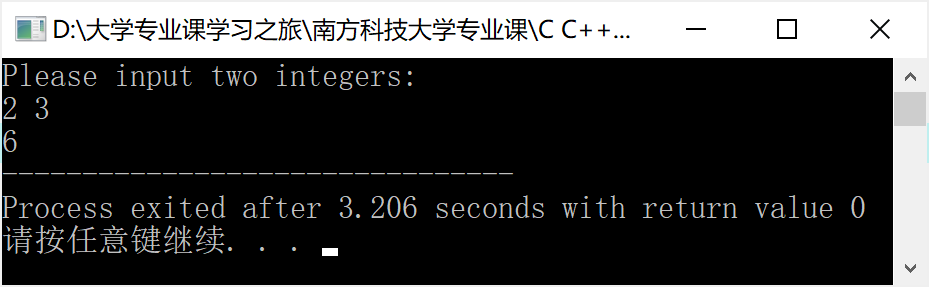 D:\大学专业课学习之旅\南方科技大学专业课\C C++...
Please input two integers:
2 3
6
--------------------------------
Process exited after 3.206 seconds with return value 0
请按任意键继续. . .